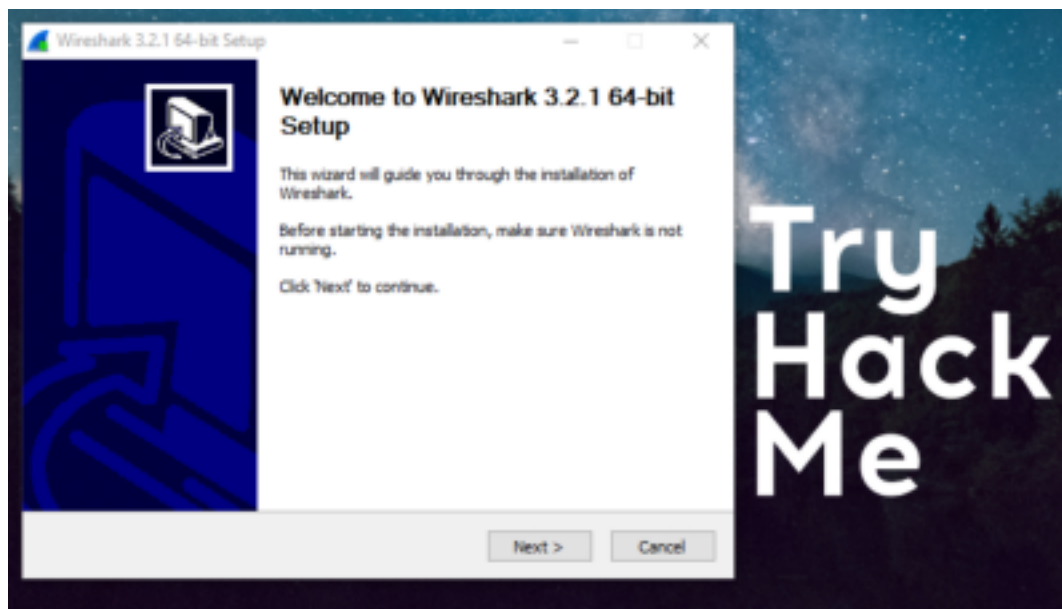 Wireshark 3.2.1 64-bit Setup
Welcome to Wireshark 3.2.1 64-bit
Setup
This wizard will guide you through the installation of
Wireshark.
Before starting the installation, make sure Wireshark is not
running.
Click 'Next' to continue.
Next >
Cancel
Try
Hack
Me